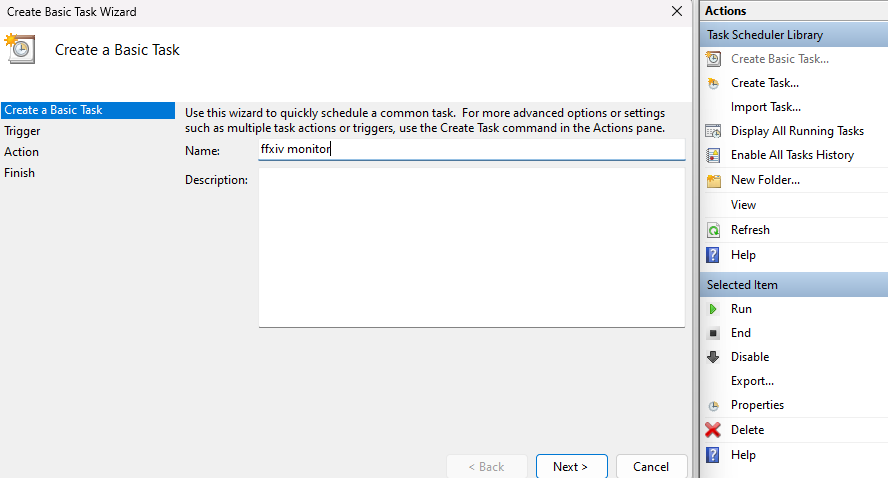 Create Basic Task Wizard
Create a Basic Task
Create a Basic Task
Trigger
Action
Finish
Use this wizard to quickly schedule a common task.  For more advanced options or settings
such as multiple task actions or triggers, use the Create Task command in the Actions pane.
Name:
ffxiv monitor
Description:
< Back
Next >
Cancel
Actions
Task Scheduler Library
Create Basic Task...
Create Task...
Import Task...
Display All Running Tasks
Enable All Tasks History
New Folder...
View
Refresh
Help
Selected Item
Run
End
Disable
Export...
Properties
Delete
Help